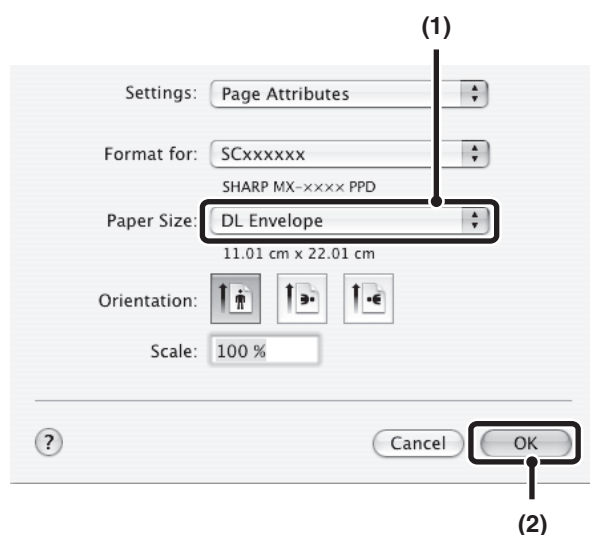 (1)
Settings: Page Attributes
Format for: SCxxxxxx
SHARP MX-×××× PPD
Paper Size: DL Envelope
11.01 cm x 22.01 cm
Orientation:
Scale: 100 %
? Cancel OK
(2)